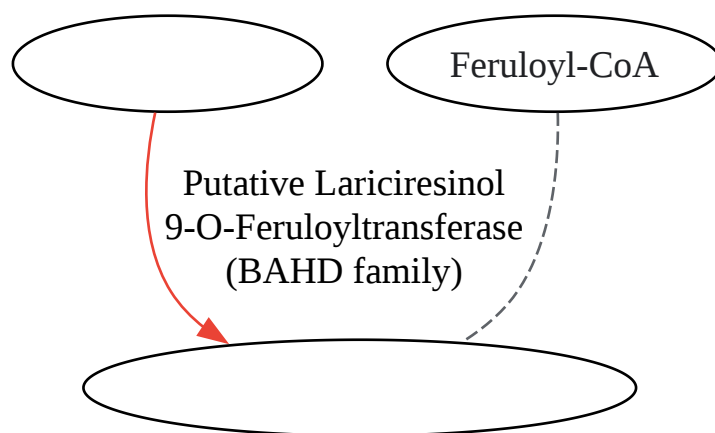 Feruloyl-CoA
Putative Lariciresinol
9-O-Feruloyltransferase
(BAHD family)